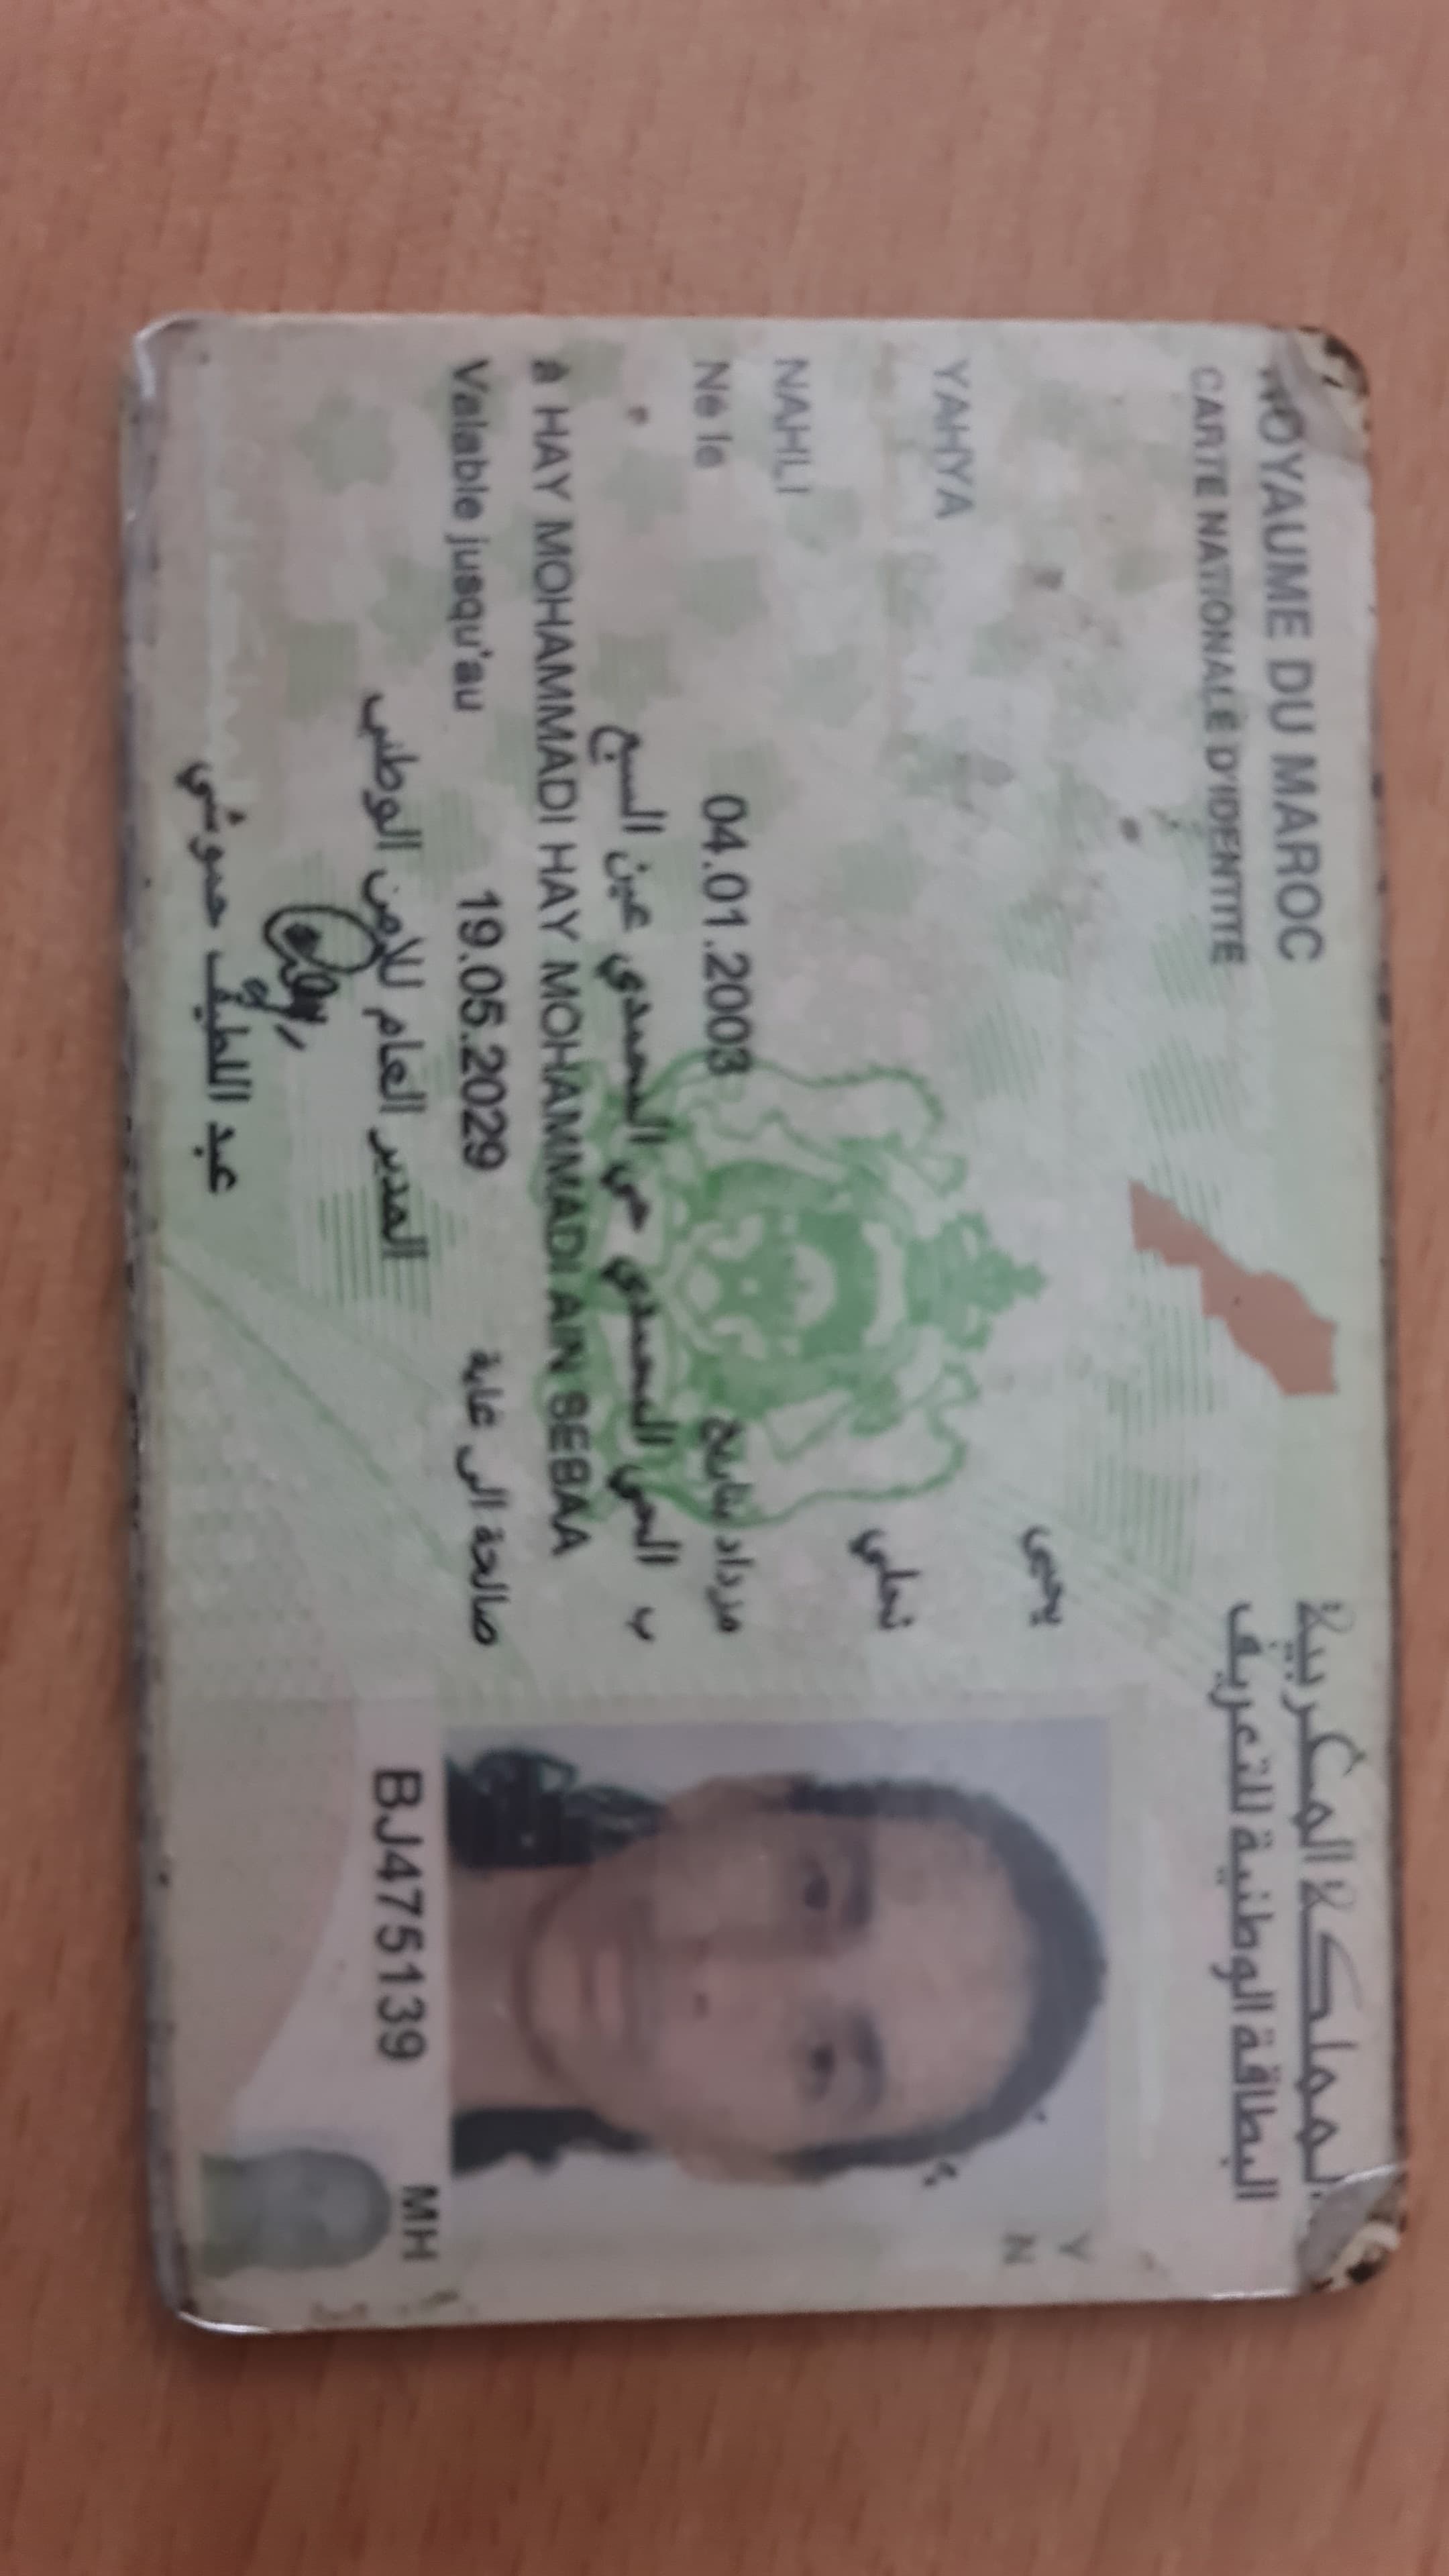 ROYAUME DU MAROC
المملكة المغربية
CARTE NATIONALE D'IDENTITE
البطاقة الوطنية للتعريف
يحيى
YAHYA
نحلي
NAHLI
Né le 04.01.2003 مزداد بتاريخ
ب الحي المحمدي حي المحمدي عين السبع
à HAY MOHAMMADI HAY MOHAMMADI AIN SEBAA
Valable jusqu'au 19.05.2029 صالحة الى غاية
المدير العام للأمن الوطني
عبد اللطيف حموشي
BJ475139
MH
Y
N